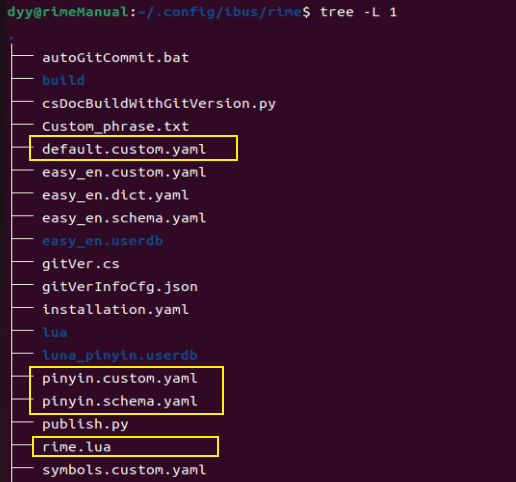 dyy@rimeManual:~/.config/ibus/rime$ tree -L 1
.
├── autoGitCommit.bat
├── build
├── csDocBuildWithGitVersion.py
├── Custom_phrase.txt
├── default.custom.yaml
├── easy_en.custom.yaml
├── easy_en.dict.yaml
├── easy_en.schema.yaml
├── easy_en.userdb
├── gitVer.cs
├── gitVerInfoCfg.json
├── installation.yaml
├── lua
├── luna_pinyin.userdb
├── pinyin.custom.yaml
├── pinyin.schema.yaml
├── publish.py
├── rime.lua
├── symbols.custom.yaml